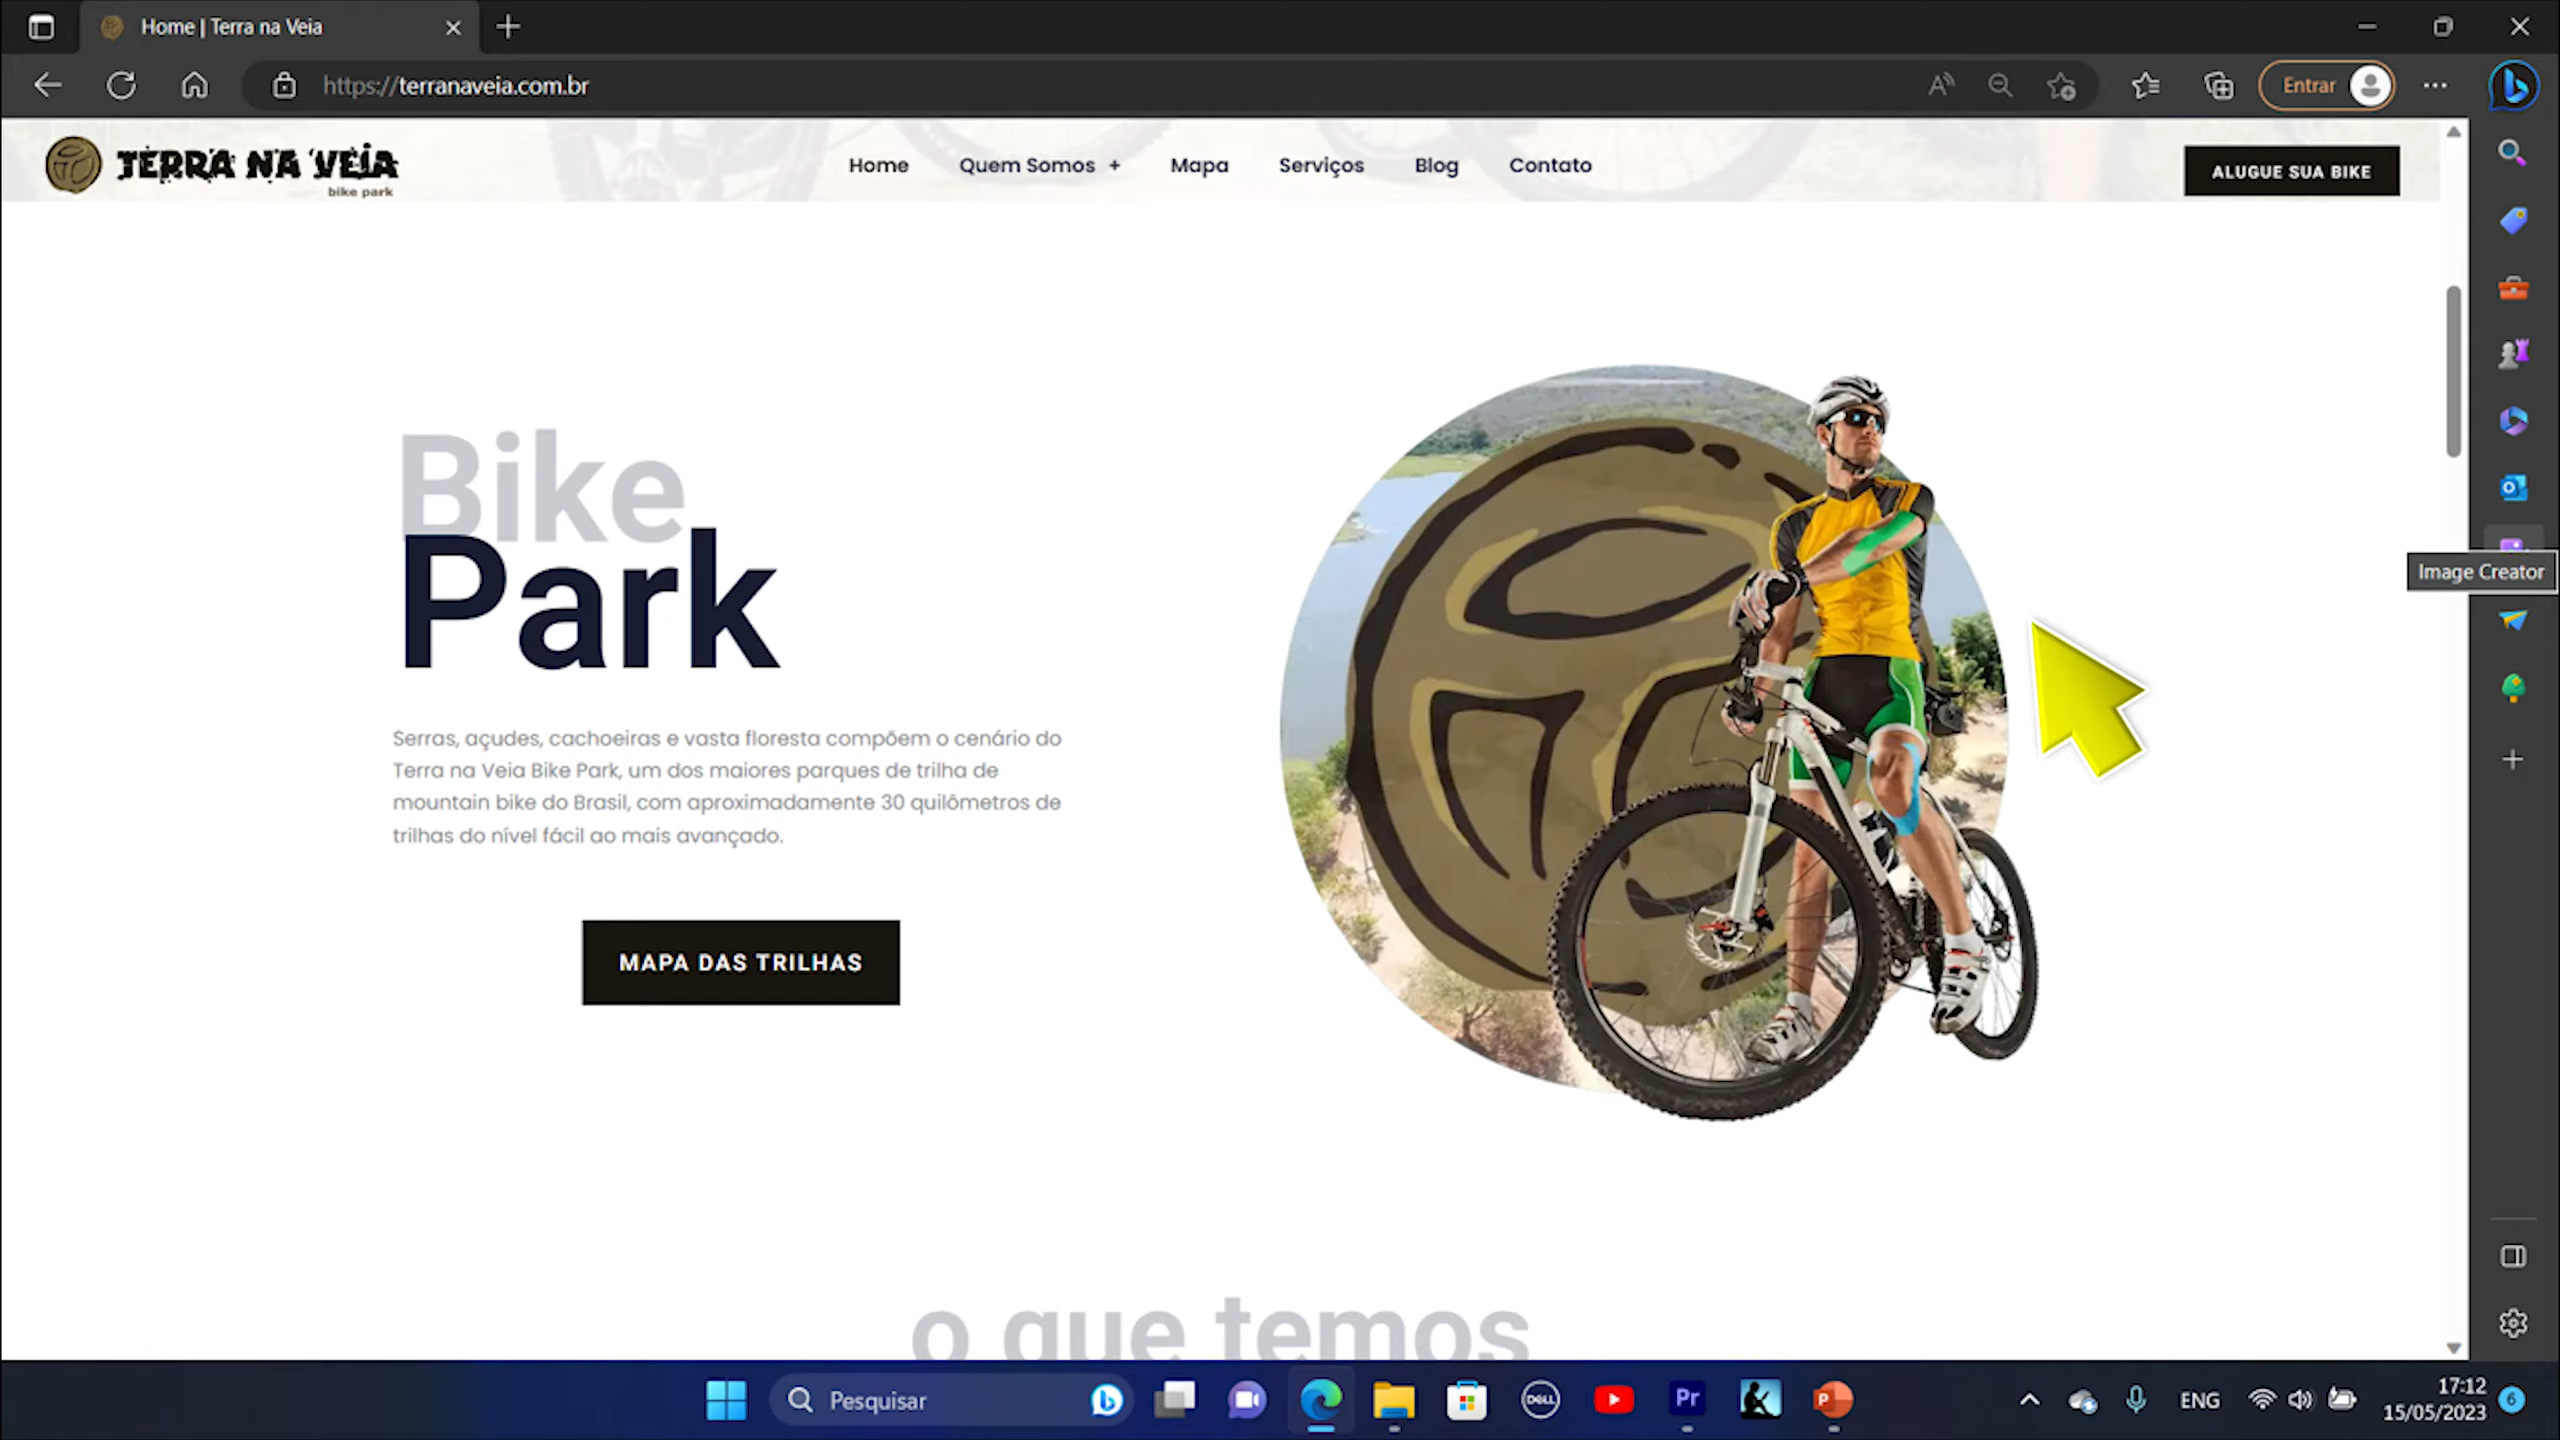 Home | Terra na Veia
https://terranaveia.com.br
Entrar
TERRA NA VEIA
bike park
Home
Quem Somos +
Mapa
Serviços
Blog
Contato
ALUGUE SUA BIKE
Bike
Park
Image Creator
Serras, açudes, cachoeiras e vasta floresta compõem o cenário do
Terra na Veia Bike Park, um dos maiores parques de trilha de
mountain bike do Brasil, com aproximadamente 30 quilômetros de
trilhas do nível fácil ao mais avançado.
MAPA DAS TRILHAS
o que temos
Pesquisar
DELL
Pr
P
ENG
17:12
15/05/2023
6